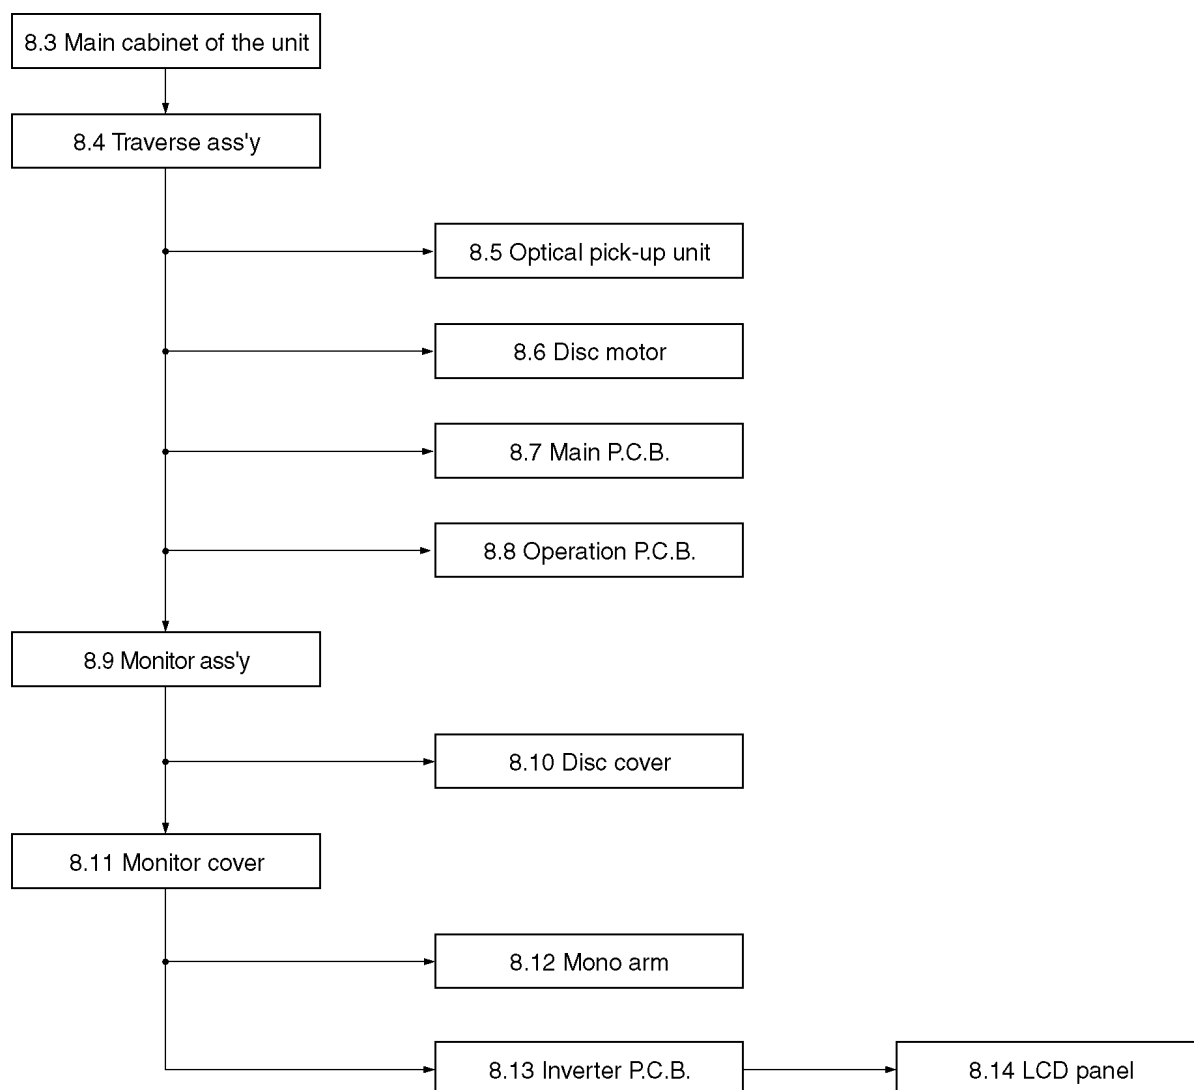 8.3 Main cabinet of the unit
8.4 Traverse ass'y
8.5 Optical pick-up unit
8.6 Disc motor
8.7 Main P.C.B.
8.8 Operation P.C.B.
8.9 Monitor ass'y
8.10 Disc cover
8.11 Monitor cover
8.12 Mono arm
8.13 Inverter P.C.B.
8.14 LCD panel